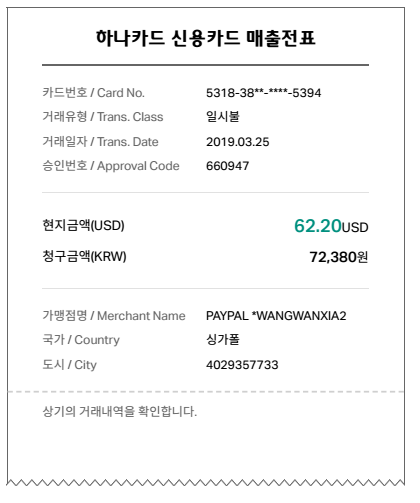 하나카드 신용카드 매출전표
카드번호 / Card No. 5318-38**-****-5394
거래유형 / Trans. Class 일시불
거래일자 / Trans. Date 2019.03.25
승인번호 / Approval Code 660947
현지금액(USD) 62.20USD
청구금액(KRW) 72,380원
가맹점명 / Merchant Name PAYPAL *WANGWANXIA2
국가 / Country 싱가폴
도시 / City 4029357733
상기의 거래내역을 확인합니다.